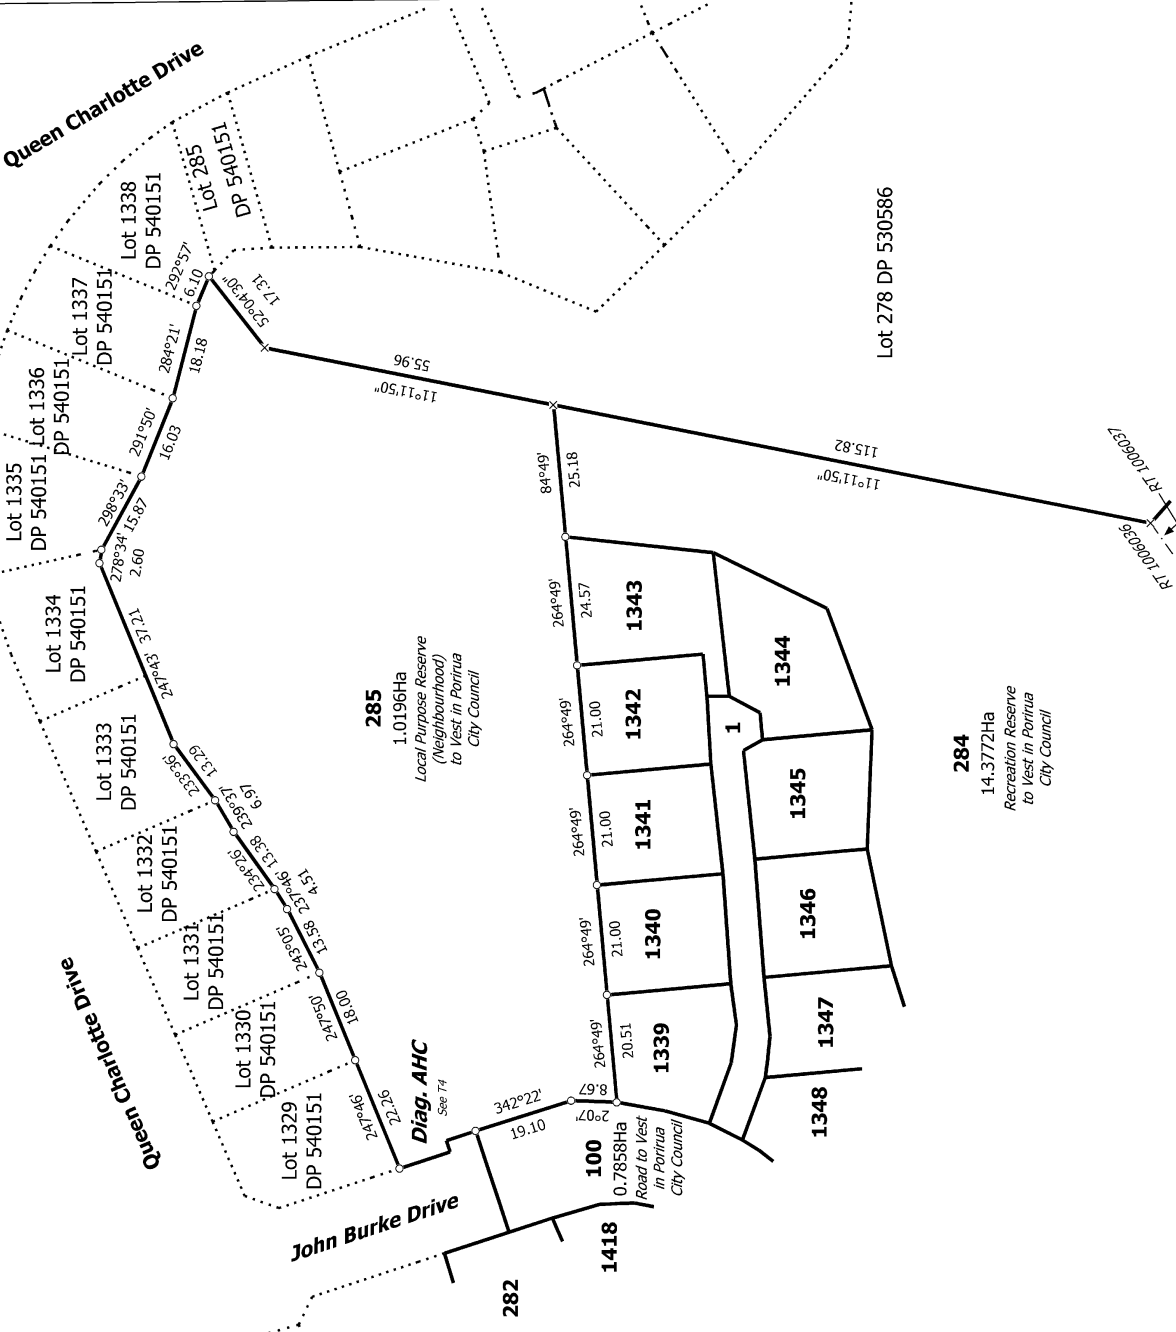 Queen Charlotte Drive
Lot 1338
DP 540151
Lot 285
DP 540151
Lot 1337
DP 540151
Lot 1336
DP 540151
Lot 1335
DP 540151
Lot 1334
DP 540151
Lot 1333
DP 540151
Lot 1332
DP 540151
Lot 1331
DP 540151
Lot 1330
DP 540151
Lot 1329
DP 540151
Queen Charlotte Drive
John Burke Drive
Lot 278 DP 530586
292°57'
6.10
52°04'30"
17.31
284°21'
18.18
291°50'
16.03
298°33'
15.87
278°34'
2.60
247°43'
37.21
233°36'
13.29
239°37'
6.97
234°26'
13.38
237°46'
4.51
243°05'
13.58
247°50'
18.00
247°46'
22.26
Diag. AHC
See T4
342°22'
19.10
2°07'
8.67
55.96
11°11'50"
115.82
11°11'50"
RT 1006037
RT 1006036
84°49'
25.18
264°49'
24.57
264°49'
21.00
264°49'
21.00
264°49'
21.00
264°49'
20.51
285
1.0196Ha
Local Purpose Reserve
(Neighbourhood)
to Vest in Porirua
City Council
1343
1342
1341
1340
1339
1
1344
1345
1346
1347
1348
284
14.3772Ha
Recreation Reserve
to Vest in Porirua
City Council
100
0.7858Ha
Road to Vest
in Porirua
City Council
1418
282